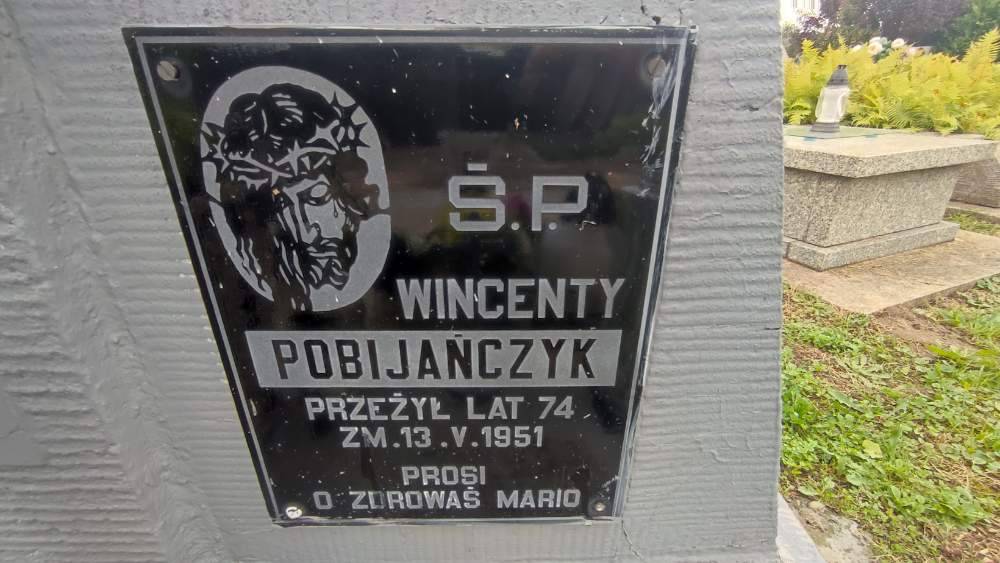 Ś.P.
WINCENTY
POBIJAŃCZYK
PRZEŻYŁ LAT 74
ZM.13.V.1951
PROSI
O ZDROWAŚ MARIO